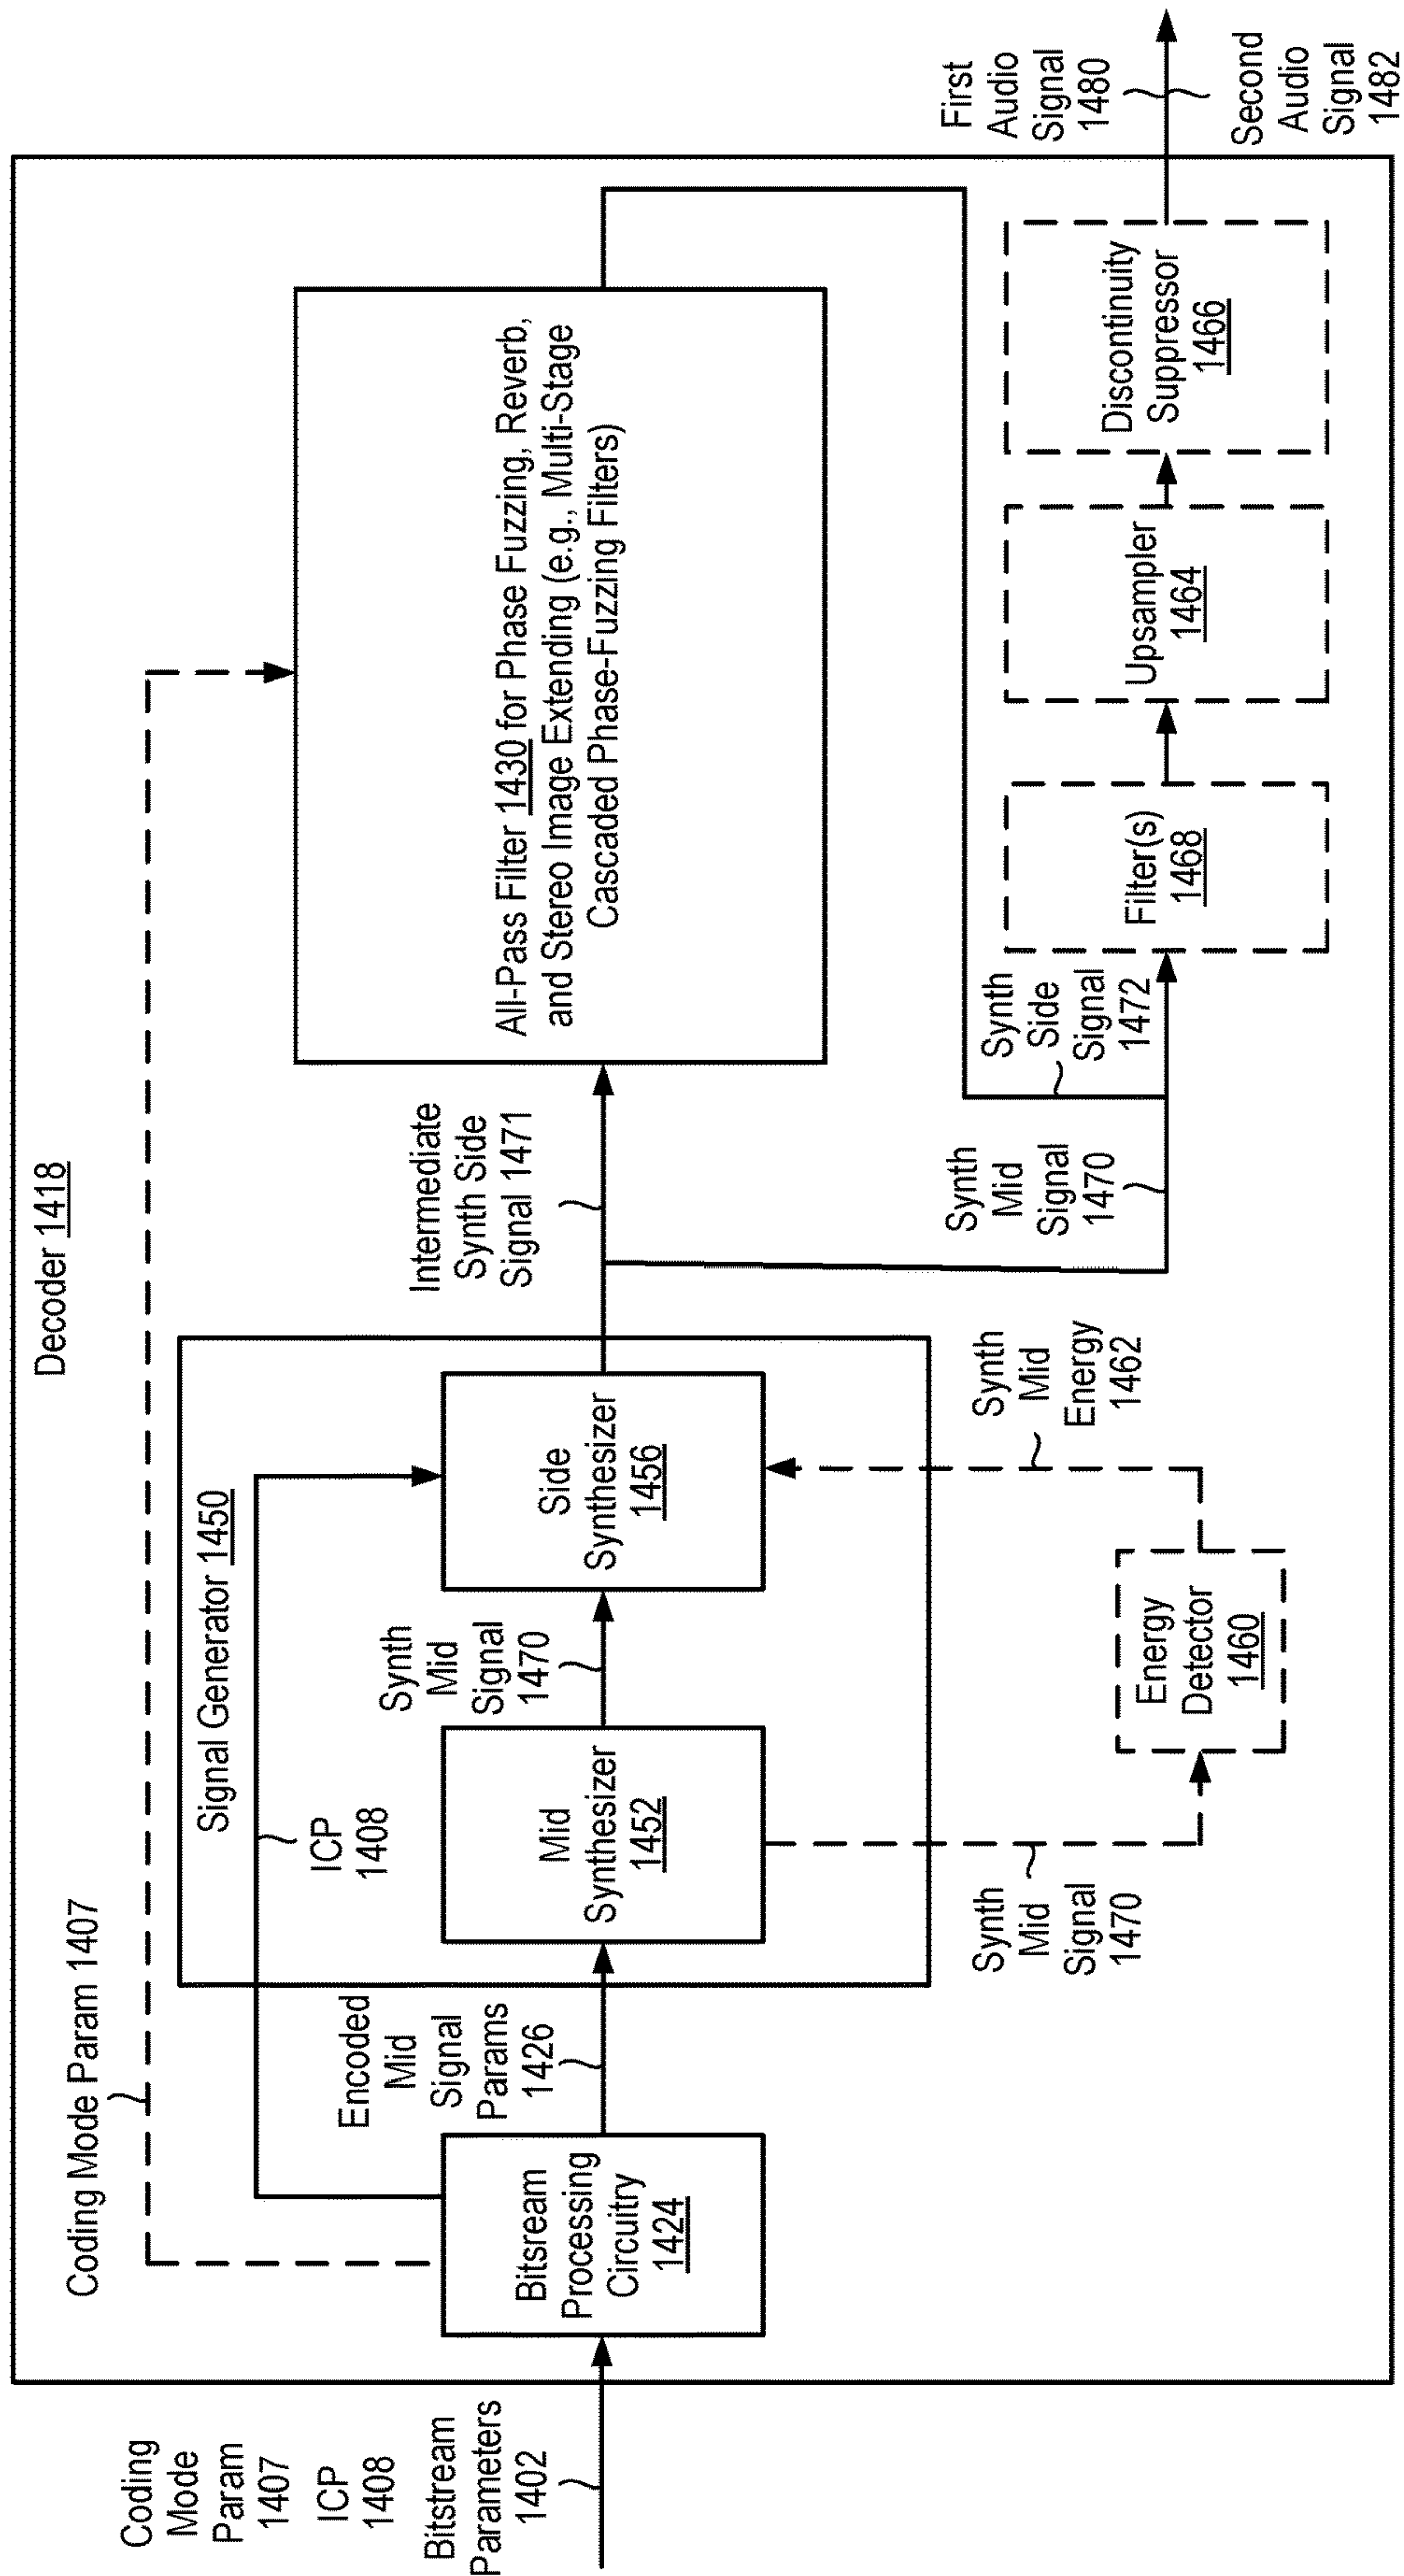 Decoder 1418
Coding Mode Param 1407
Coding
Mode
Param
1407
ICP
1408
Bitstream
Parameters
1402
Bitsream
Processing
Circuitry
1424
Encoded
Mid
Signal
Params
1426
Signal Generator 1450
ICP
1408
Mid
Synthesizer
1452
Synth
Mid
Signal
1470
Side
Synthesizer
1456
Synth
Mid
Signal
1470
Energy
Detector
1460
Synth
Mid
Energy
1462
Intermediate
Synth Side
Signal 1471
All-Pass Filter 1430 for Phase Fuzzing, Reverb,
and Stereo Image Extending (e.g., Multi-Stage
Cascaded Phase-Fuzzing Filters)
Synth
Mid
Signal
1470
Synth
Side
Signal
1472
Filter(s)
1468
Upsampler
1464
Discontinuity
Suppressor
1466
First
Audio
Signal
1480
Second
Audio
Signal
1482